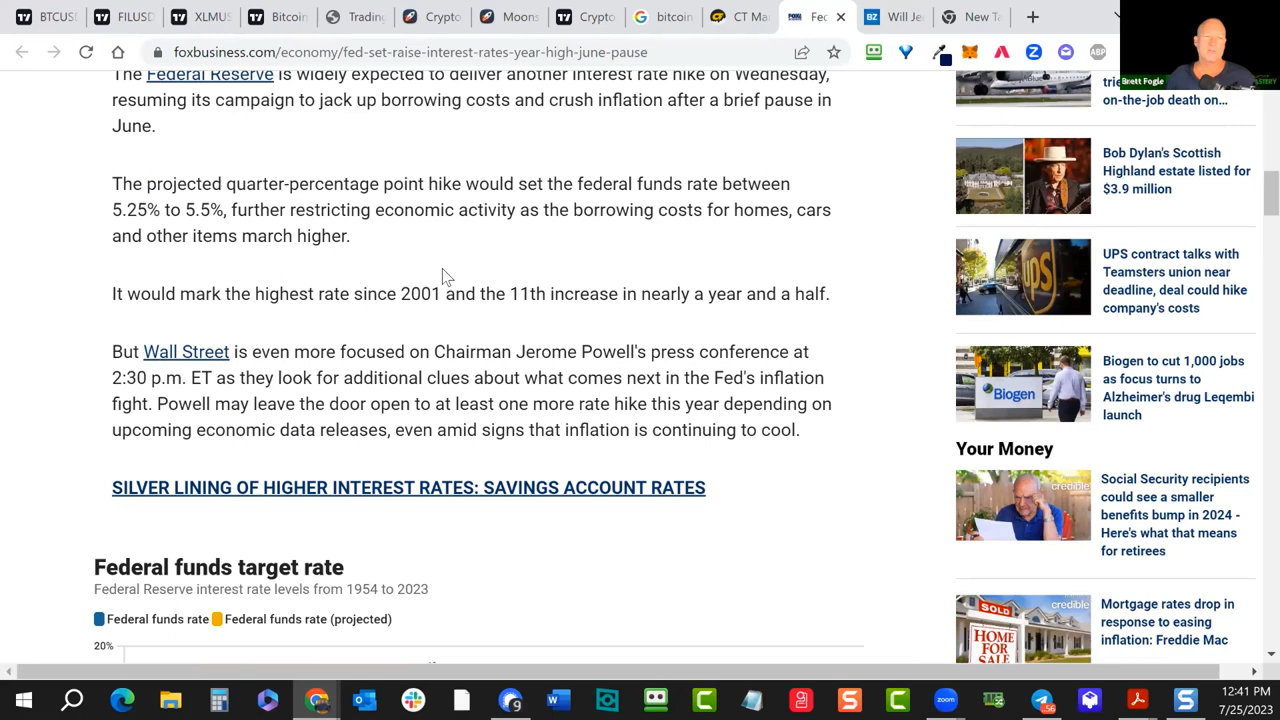 BTCUS
FILUSD
XLMUS
Bitcoin
Trading
Crypto
Moons
Crypto
bitcoin
CT Ma
Fed
Will Je
New Ta
foxbusiness.com/economy/fed-set-raise-interest-rates-year-high-june-pause
ABP
Brett Fogle
The Federal Reserve is widely expected to deliver another interest rate hike on Wednesday,
resuming its campaign to jack up borrowing costs and crush inflation after a brief pause in
June.
The projected quarter-percentage point hike would set the federal funds rate between
5.25% to 5.5%, further restricting economic activity as the borrowing costs for homes, cars
and other items march higher.
It would mark the highest rate since 2001 and the 11th increase in nearly a year and a half.
But Wall Street is even more focused on Chairman Jerome Powell's press conference at
2:30 p.m. ET as they look for additional clues about what comes next in the Fed's inflation
fight. Powell may leave the door open to at least one more rate hike this year depending on
upcoming economic data releases, even amid signs that inflation is continuing to cool.
SILVER LINING OF HIGHER INTEREST RATES: SAVINGS ACCOUNT RATES
Federal funds target rate
Federal Reserve interest rate levels from 1954 to 2023
Federal funds rate Federal funds rate (projected)
20%
on-the-job death on…
Bob Dylan's Scottish
Highland estate listed for
$3.9 million
ups
UPS contract talks with
Teamsters union near
deadline, deal could hike
company's costs
Biogen
Biogen to cut 1,000 jobs
as focus turns to
Alzheimer's drug Leqembi
launch
Your Money
credible
Social Security recipients
could see a smaller
benefits bump in 2024 -
Here's what that means
for retirees
credible
SOLD
HOME
FOR
SALE
Mortgage rates drop in
response to easing
inflation: Freddie Mac
zoom
56
12:41 PM
7/25/2023